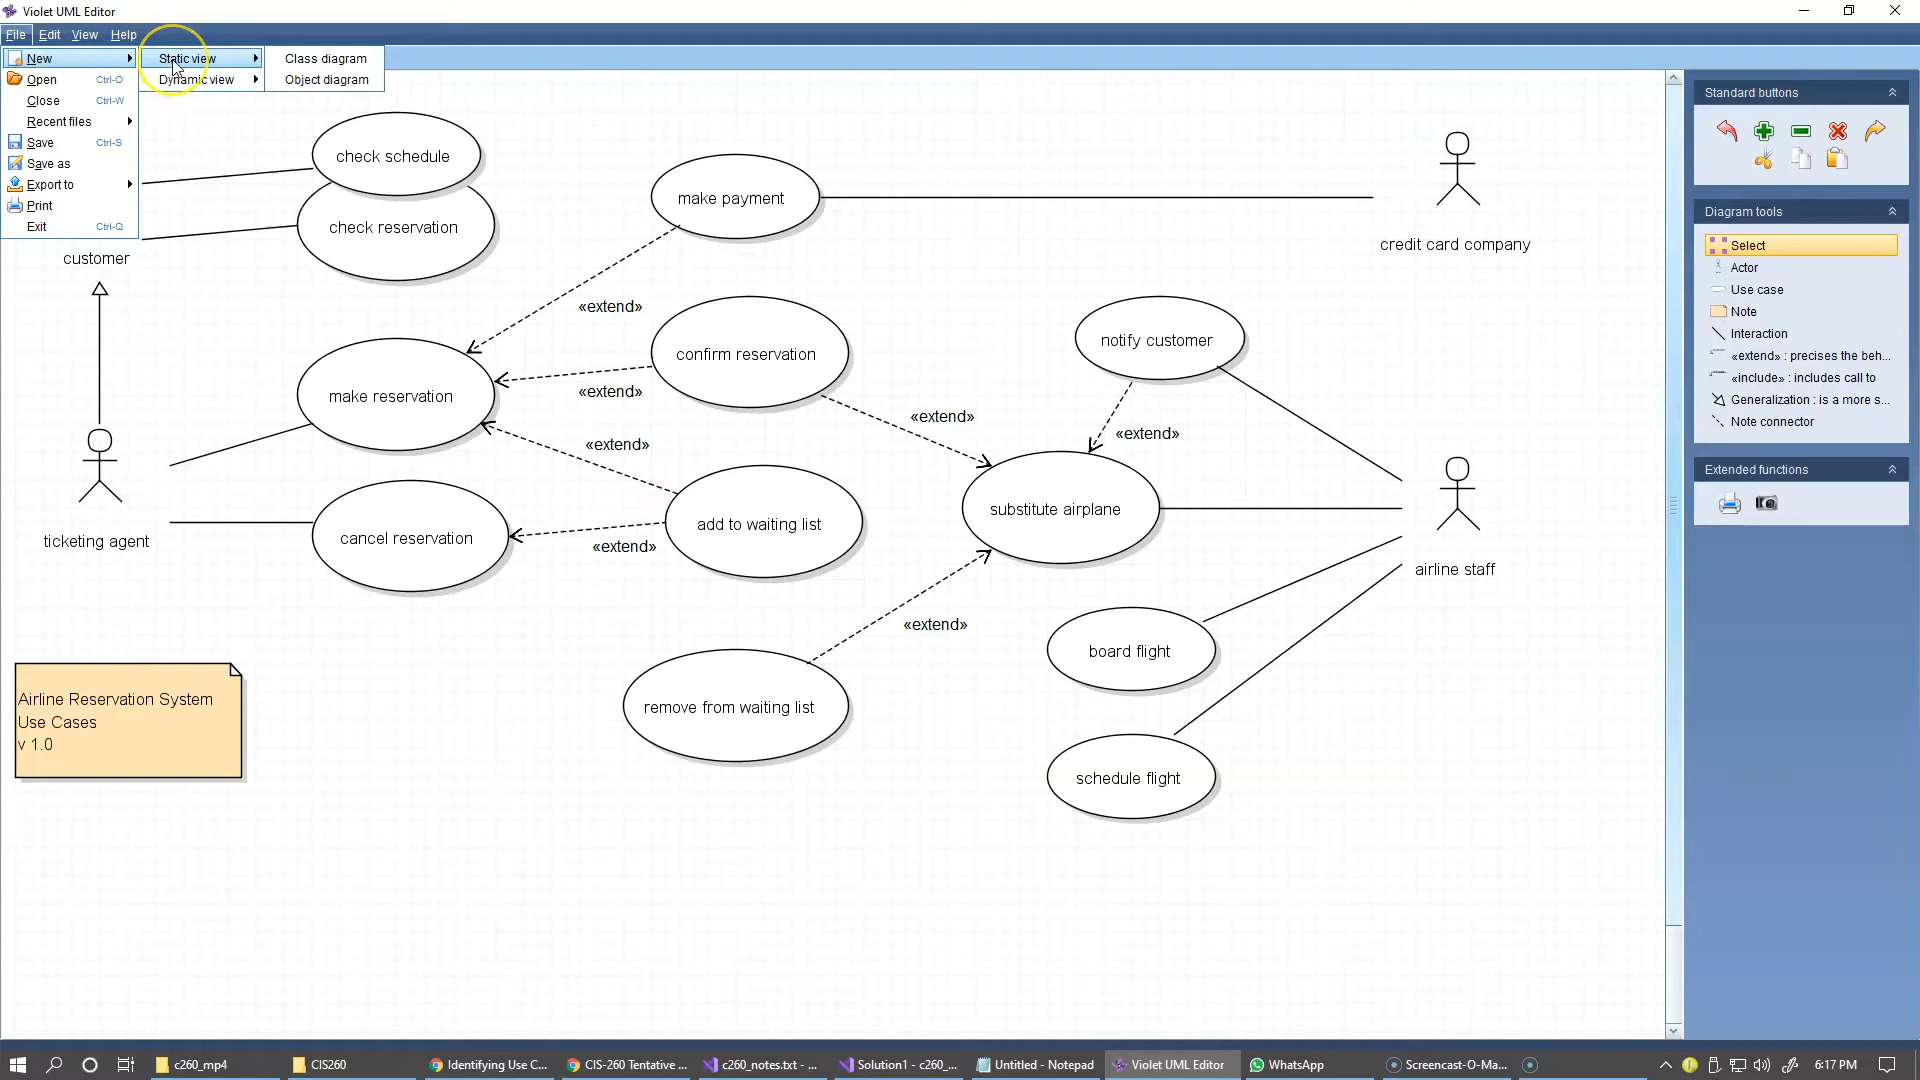 Violet UML Editor
File Edit View Help
New
Open Ctrl-O
Close Ctrl-W
Recent files
Save Ctrl-S
Save as
Export to
Print
Exit Ctrl-Q
Static view
Dynamic view
Class diagram
Object diagram
check schedule
check reservation
customer
make payment
credit card company
«extend»
confirm reservation
make reservation
«extend»
«extend»
notify customer
«extend»
«extend»
substitute airplane
ticketing agent
cancel reservation
add to waiting list
«extend»
airline staff
«extend»
board flight
remove from waiting list
schedule flight
Airline Reservation System
Use Cases
v 1.0
Standard buttons
Diagram tools
Select
Actor
Use case
Note
Interaction
«extend» : precises the beh...
«include» : includes call to
Generalization : is a more s...
Note connector
Extended functions
c260_mp4
CIS260
Identifying Use C...
CIS-260 Tentative ...
c260_notes.txt - ...
Solution1 - c260_...
Untitled - Notepad
Violet UML Editor
WhatsApp
Screencast-O-Ma...
6:17 PM